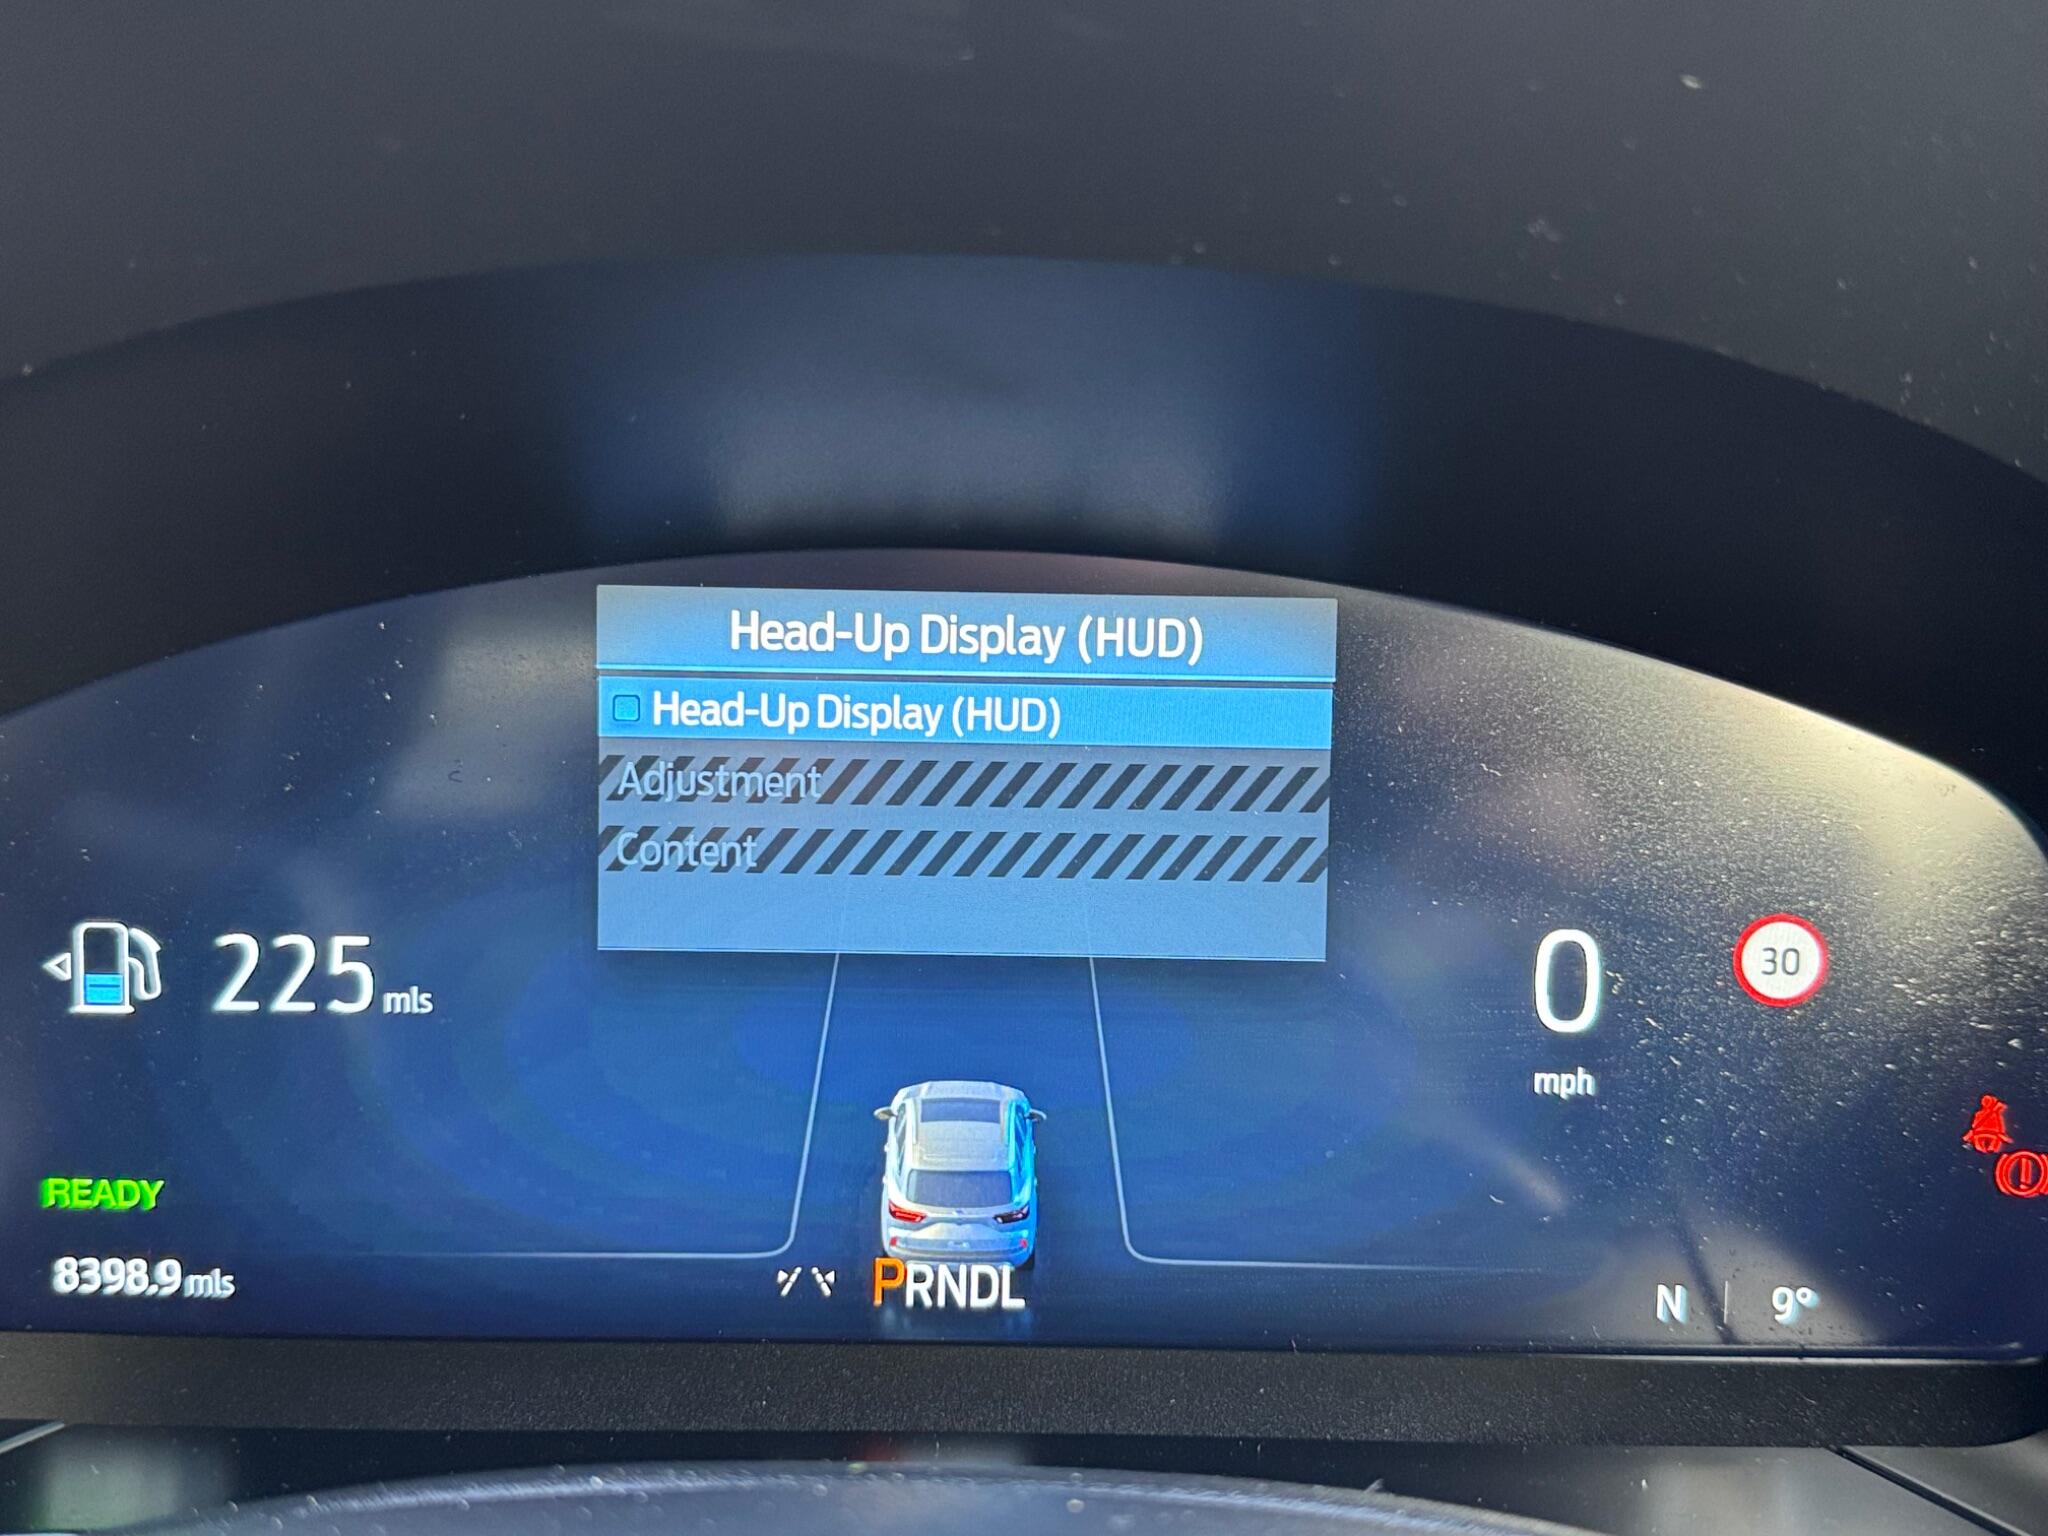 Head-Up Display (HUD)
Head-Up Display (HUD)
Adjustment
Content
225 mls
0
mph
30
READY
8398.9 mls
PRNDL
N | 9°